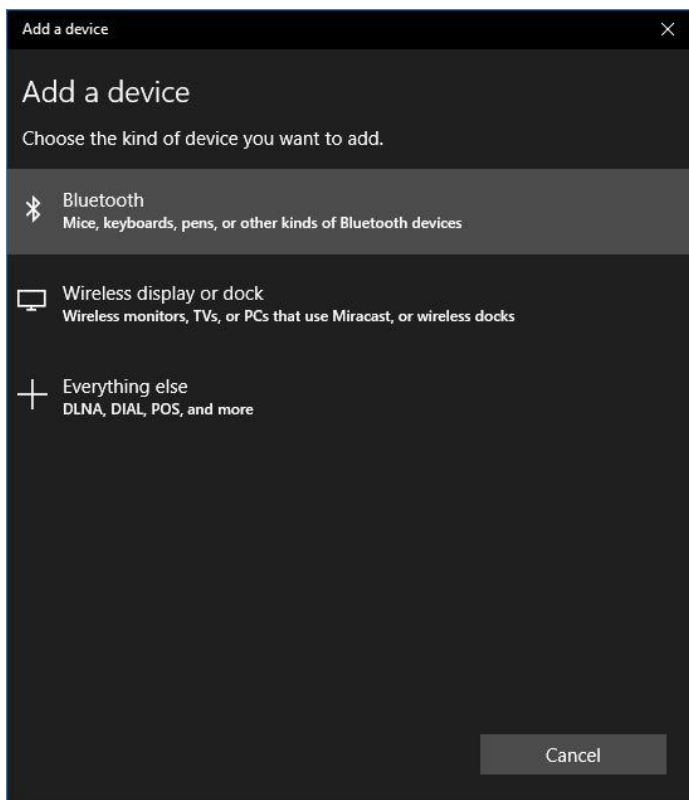 Add a device
Add a device
Choose the kind of device you want to add.
Bluetooth
Mice, keyboards, pens, or other kinds of Bluetooth devices
Wireless display or dock
Wireless monitors, TVs, or PCs that use Miracast, or wireless docks
Everything else
DLNA, DIAL, POS, and more
Cancel